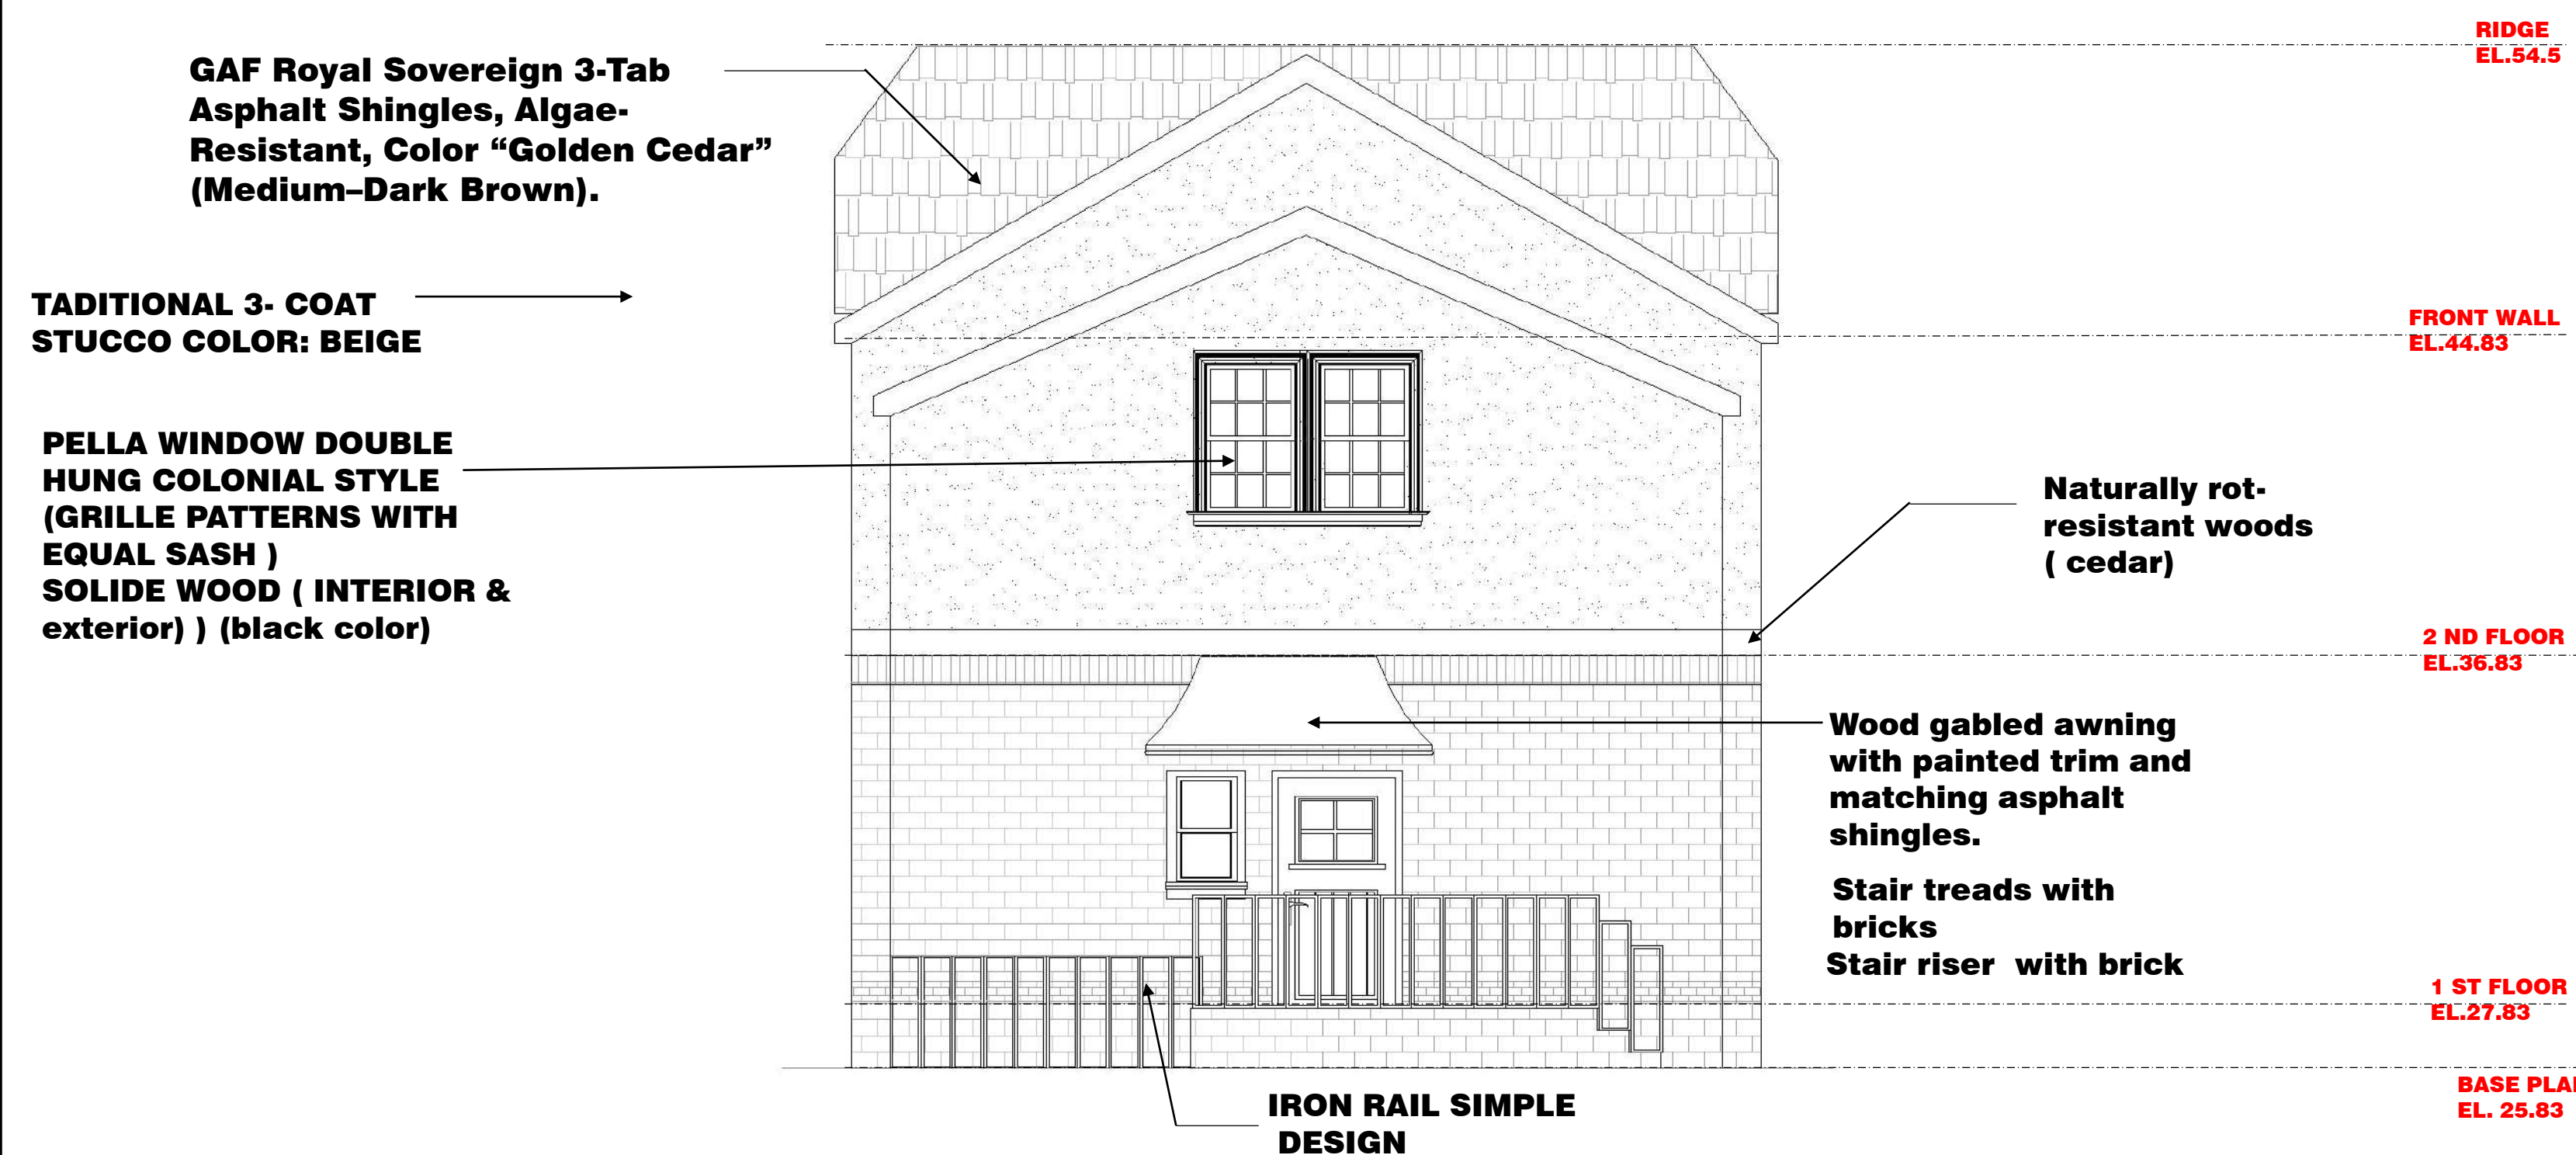 RIDGE
EL.54.5
GAF Royal Sovereign 3-Tab
Asphalt Shingles, Algae-
Resistant, Color “Golden Cedar”
(Medium–Dark Brown).
TADITIONAL 3- COAT
STUCCO COLOR: BEIGE
FRONT WALL
EL.44.83
PELLA WINDOW DOUBLE
HUNG COLONIAL STYLE
(GRILLE PATTERNS WITH
EQUAL SASH )
SOLIDE WOOD ( INTERIOR &
exterior) ) (black color)
Naturally rot-
resistant woods
( cedar)
2 ND FLOOR
EL.36.83
Wood gabled awning
with painted trim and
matching asphalt
shingles.
Stair treads with
bricks
Stair riser with brick
1 ST FLOOR
EL.27.83
BASE
EL. 25.83
IRON RAIL SIMPLE
DESIGN